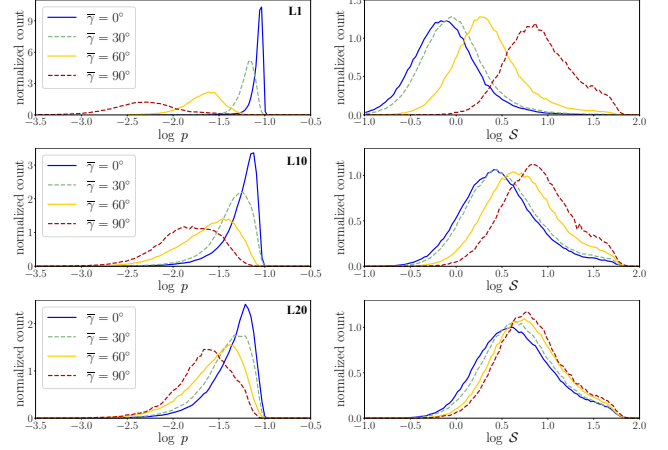 normalized count
9
6
3
0
γ̅ = 0°
γ̅ = 30°
γ̅ = 60°
γ̅ = 90°
L1
−3.5 −3.0 −2.5 −2.0 −1.5 −1.0 −0.5
log p
normalized count
1.5
1.0
0.5
0.0
−1.0 −0.5 0.0 0.5 1.0 1.5 2.0
log 𝒮
normalized count
3
2
1
0
γ̅ = 0°
γ̅ = 30°
γ̅ = 60°
γ̅ = 90°
L10
−3.5 −3.0 −2.5 −2.0 −1.5 −1.0 −0.5
log p
normalized count
1.0
0.5
0.0
−1.0 −0.5 0.0 0.5 1.0 1.5 2.0
log 𝒮
normalized count
2
1
0
γ̅ = 0°
γ̅ = 30°
γ̅ = 60°
γ̅ = 90°
L20
−3.5 −3.0 −2.5 −2.0 −1.5 −1.0 −0.5
log p
normalized count
1.0
0.5
0.0
−1.0 −0.5 0.0 0.5 1.0 1.5 2.0
log 𝒮